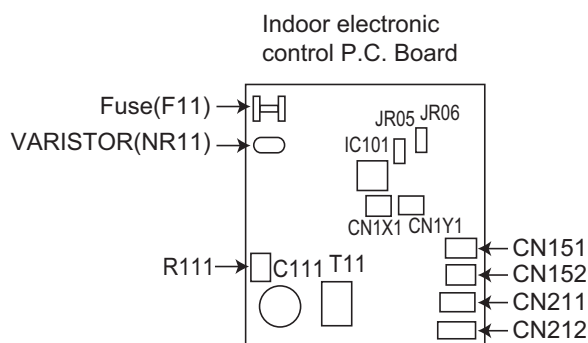 Indoor electronic
control P.C. Board
Fuse(F11)
VARISTOR(NR11)
JR05
JR06
IC101
CN1X1
CN1Y1
R111
C111
T11
CN151
CN152
CN211
CN212